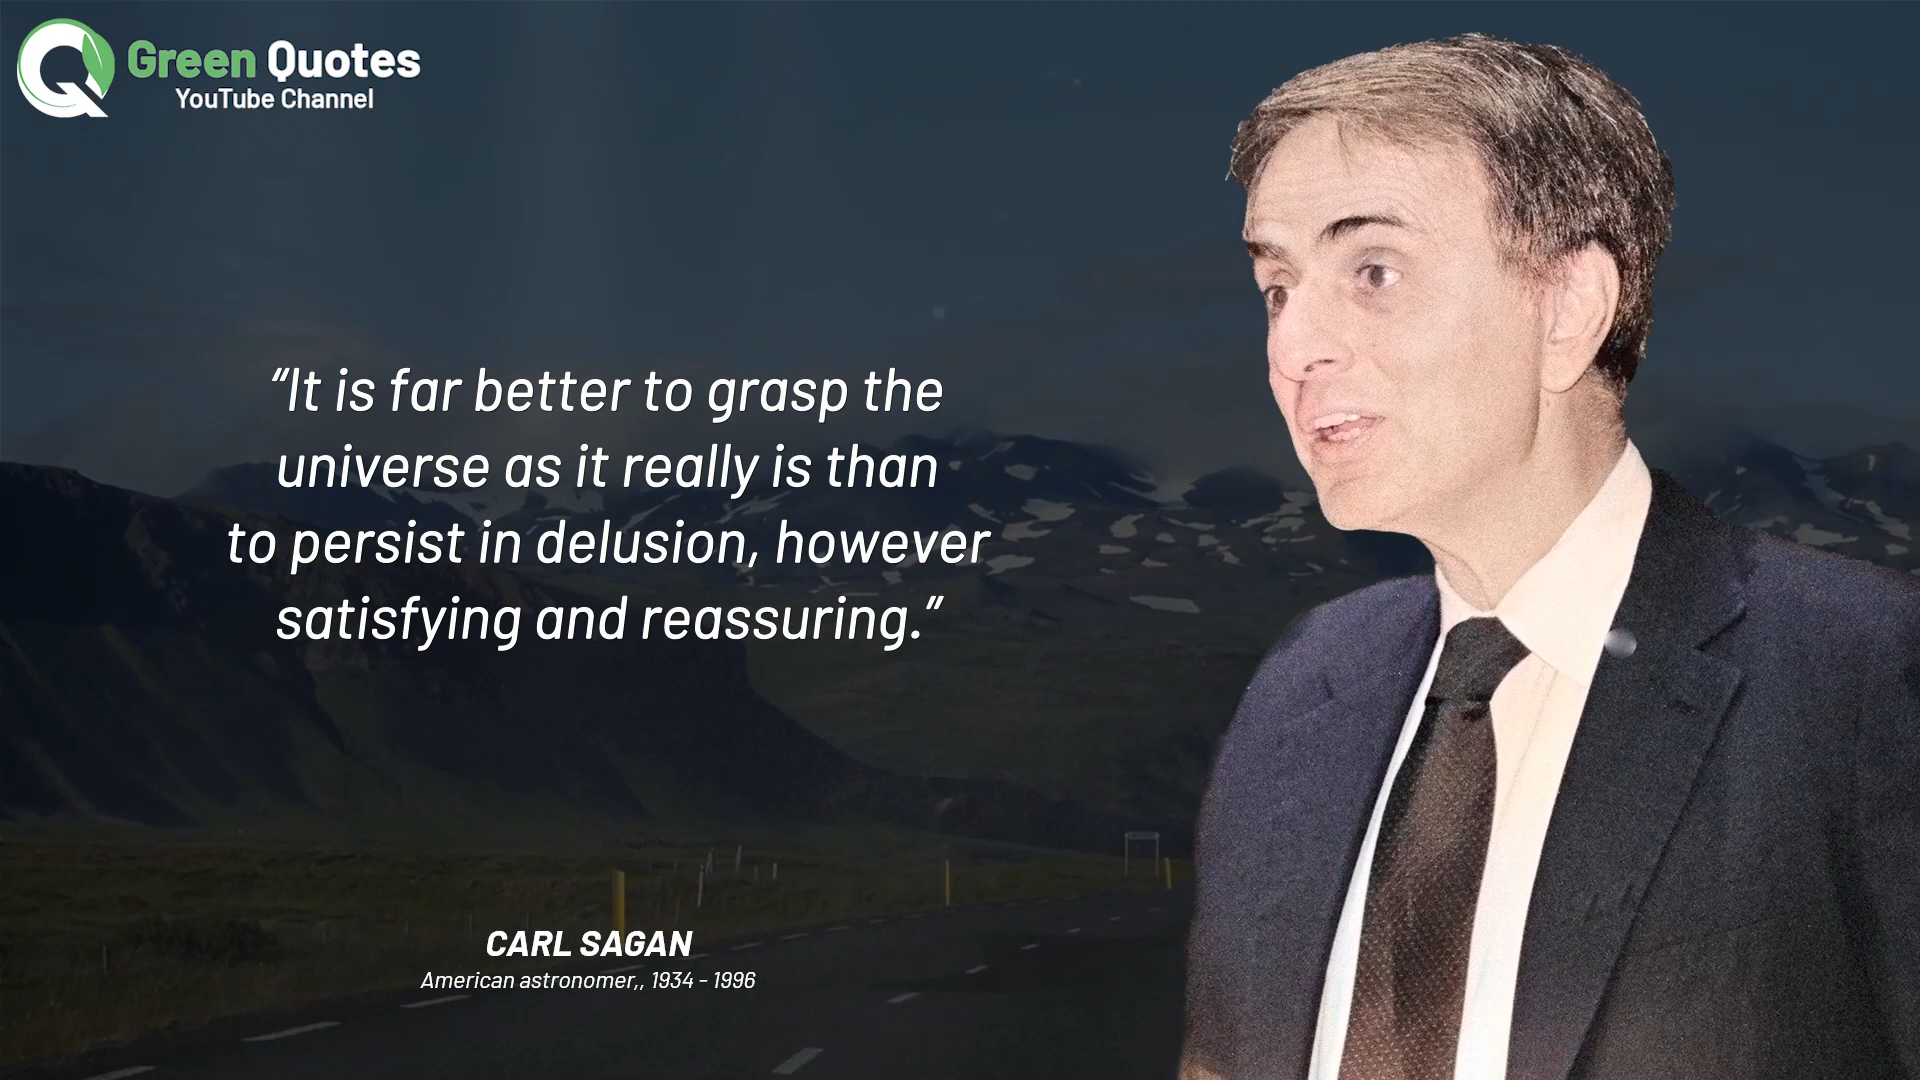 Green Quotes
YouTube Channel
“It is far better to grasp the
universe as it really is than
to persist in delusion, however
satisfying and reassuring.”
CARL SAGAN
American astronomer,, 1934 - 1996